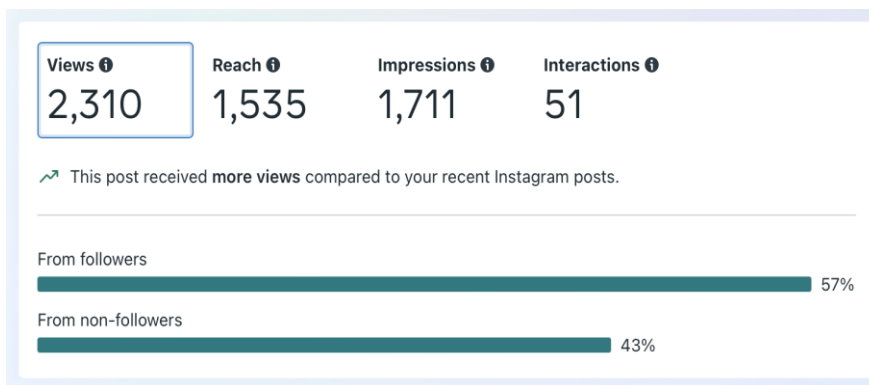 Views Reach Impressions Interactions
2,310 1,535 1,711 51
This post received more views compared to your recent Instagram posts.
From followers
57%
From non-followers
43%